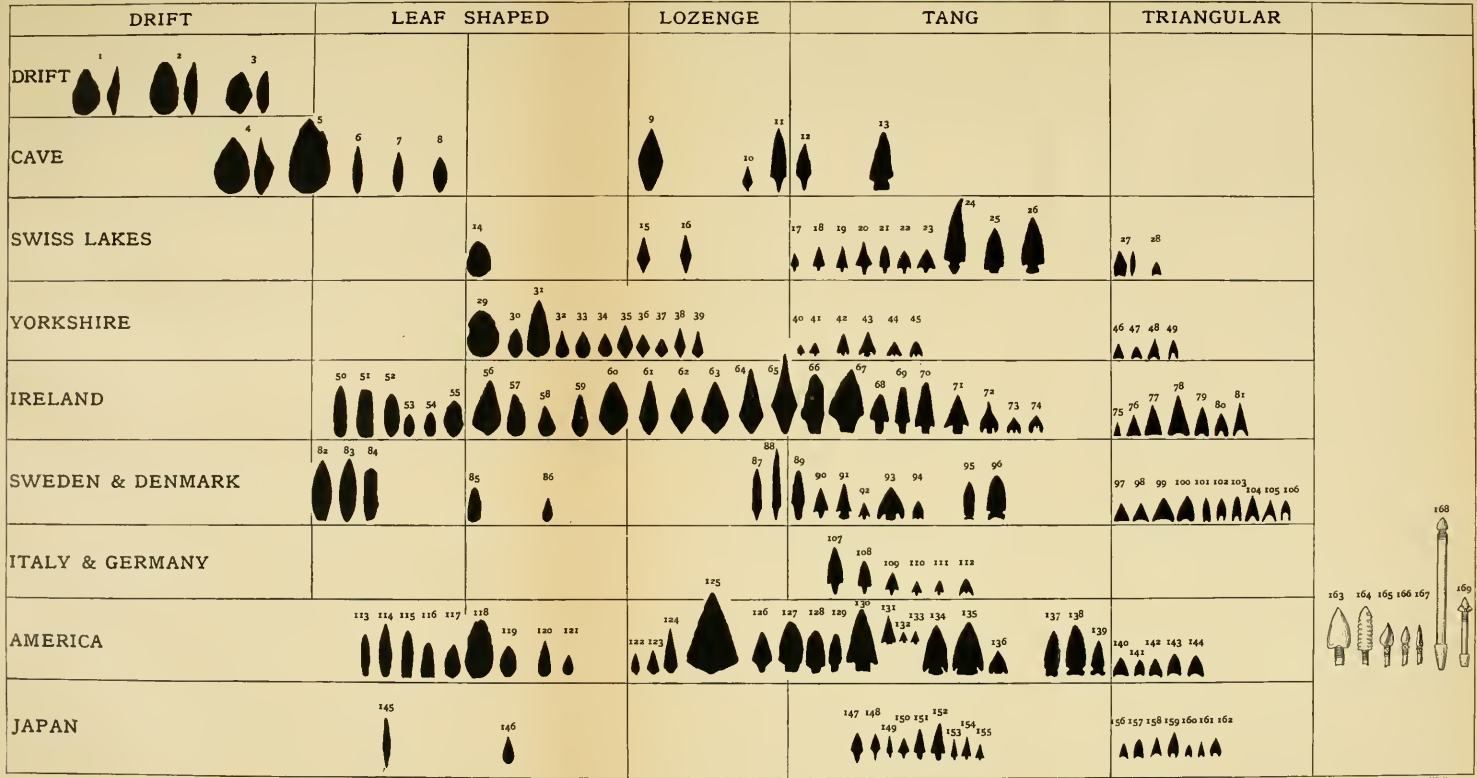 DRIFT LEAF SHAPED LOZENGE TANG TRIANGULAR
DRIFT 1 2 3
CAVE 4 5 6 7 8 9 10 11 12 13
SWISS LAKES 14 15 16 17 18 19 20 21 22 23 24 25 26 27 28
YORKSHIRE 29 30 31 32 33 34 35 36 37 38 39 40 41 42 43 44 45 46 47 48 49
IRELAND 50 51 52 53 54 55 56 57 58 59 60 61 62 63 64 65 66 67 68 69 70 71 72 73 74 75 76 77 78 79 80 81
SWEDEN & DENMARK 82 83 84 85 86 87 88 89 90 91 92 93 94 95 96 97 98 99 100 101 102 103 104 105 106
ITALY & GERMANY 107 108 109 110 111 112
AMERICA 113 114 115 116 117 118 119 120 121 122 123 124 125 126 127 128 129 130 131 132 133 134 135 136 137 138 139 140 141 142 143 144
JAPAN 145 146 147 148 149 150 151 152 153 154 155 156 157 158 159 160 161 162
163 164 165 166 167 168 169